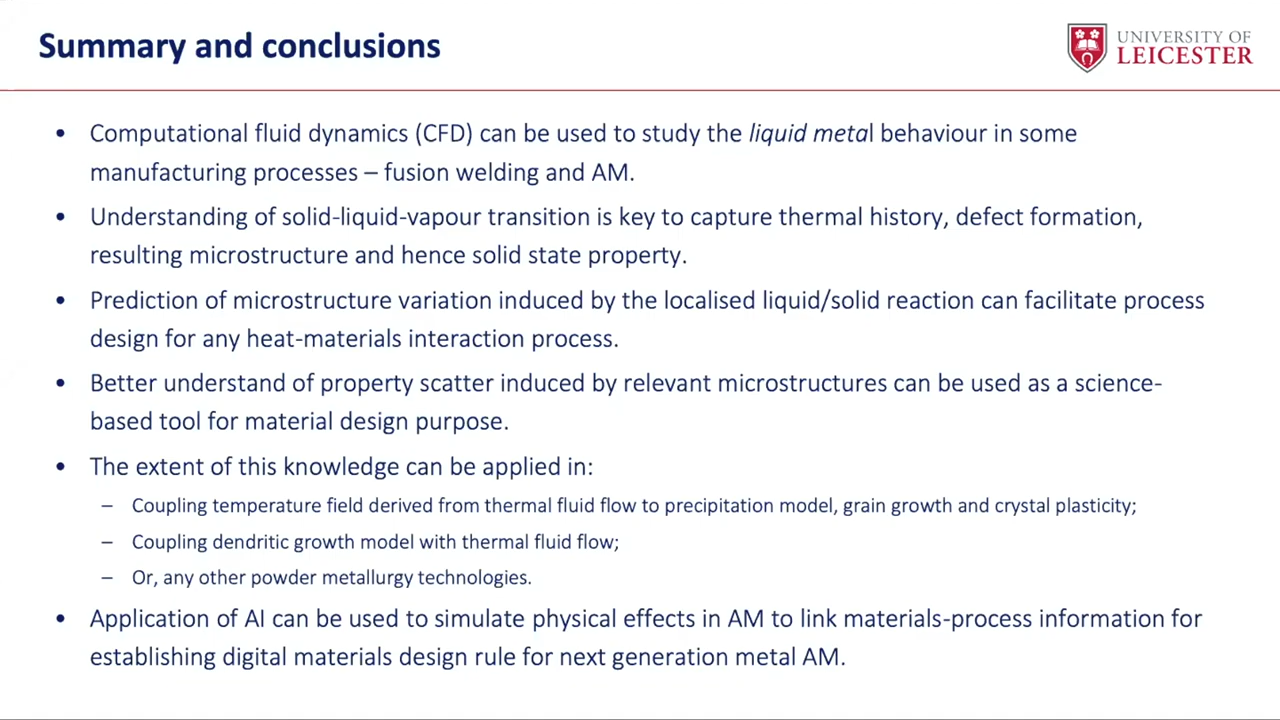 Summary and conclusions
UNIVERSITY OF
LEICESTER
• Computational fluid dynamics (CFD) can be used to study the liquid metal behaviour in some
manufacturing processes – fusion welding and AM.
• Understanding of solid-liquid-vapour transition is key to capture thermal history, defect formation,
resulting microstructure and hence solid state property.
• Prediction of microstructure variation induced by the localised liquid/solid reaction can facilitate process
design for any heat-materials interaction process.
• Better understand of property scatter induced by relevant microstructures can be used as a science-
based tool for material design purpose.
• The extent of this knowledge can be applied in:
– Coupling temperature field derived from thermal fluid flow to precipitation model, grain growth and crystal plasticity;
– Coupling dendritic growth model with thermal fluid flow;
– Or, any other powder metallurgy technologies.
• Application of AI can be used to simulate physical effects in AM to link materials-process information for
establishing digital materials design rule for next generation metal AM.